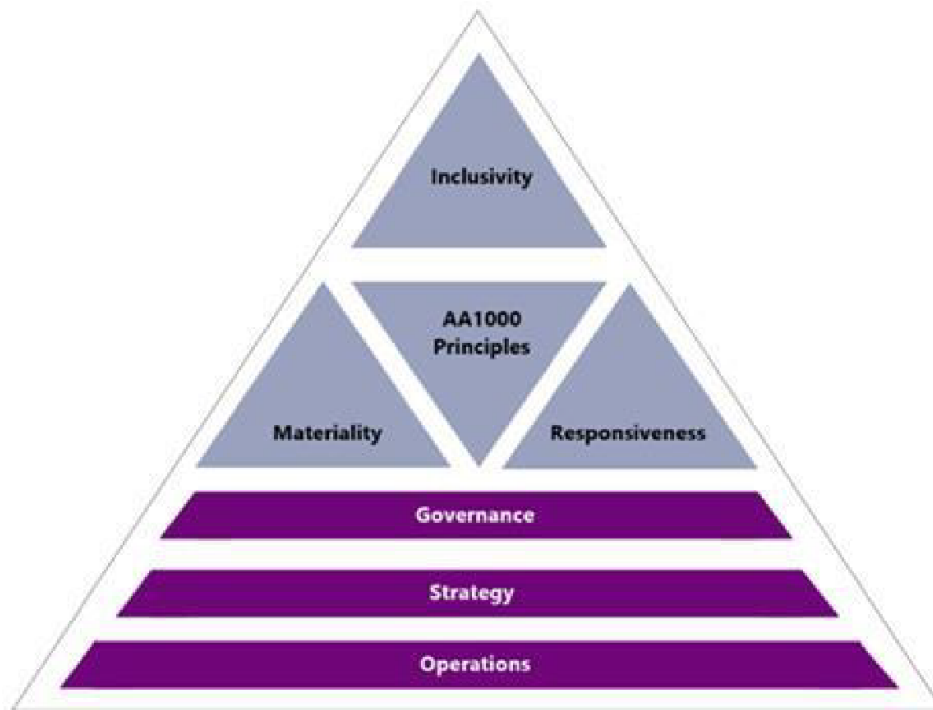 Inclusivity
AA1000
Principles
Materiality
Responsiveness
Governance
Strategy
Operations